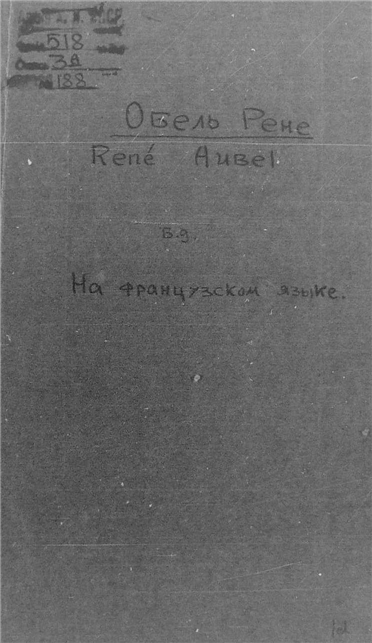 518
3А
188
Обель Рене
René Aubel
Б.д.
На французском языке.